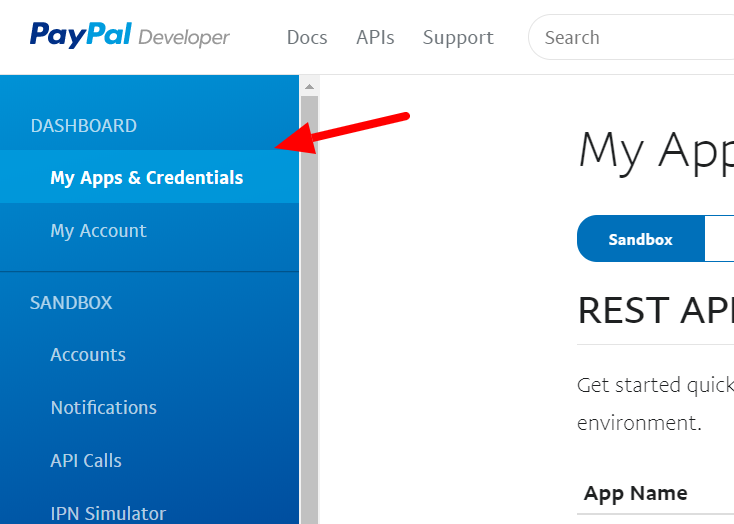 PayPal Developer
Docs
APIs
Support
Search
DASHBOARD
My Apps & Credentials
My Account
SANDBOX
Accounts
Notifications
API Calls
IPN Simulator
My App
Sandbox
REST API
Get started quick
environment.
App Name